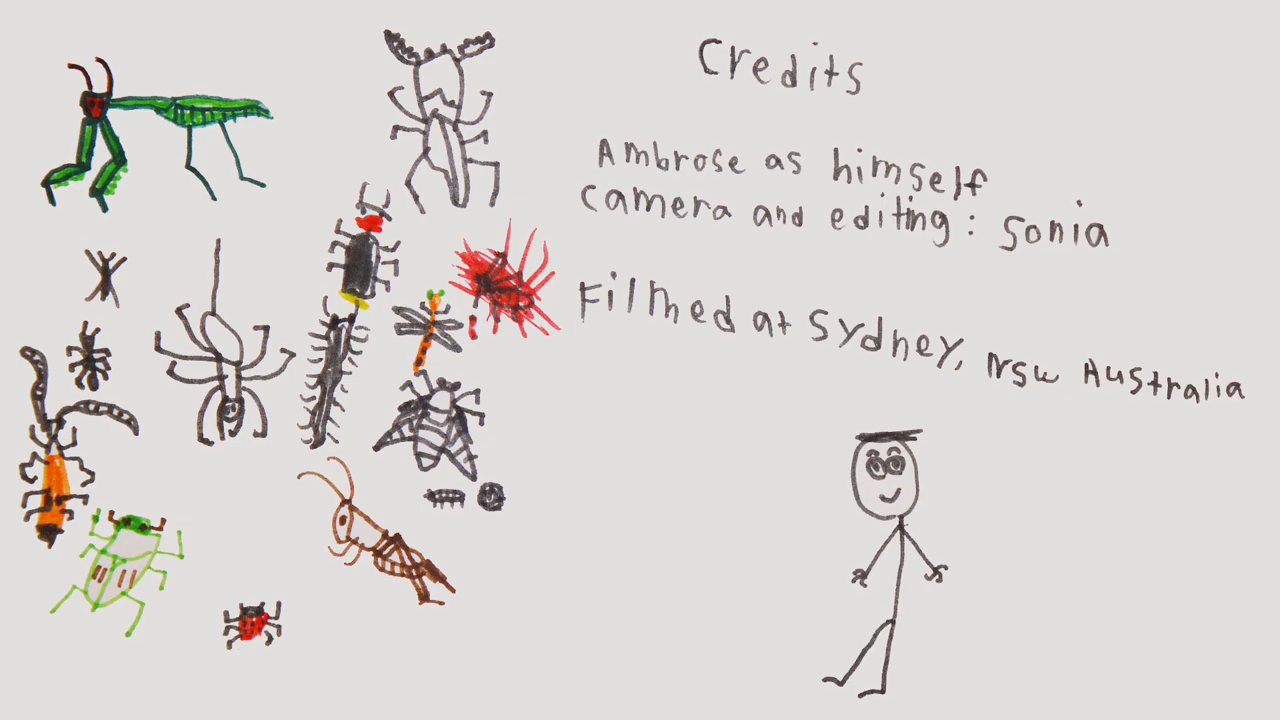 Credits
Ambrose as himself
camera and editing: Sonia
Filmed at Sydney, NSW Australia